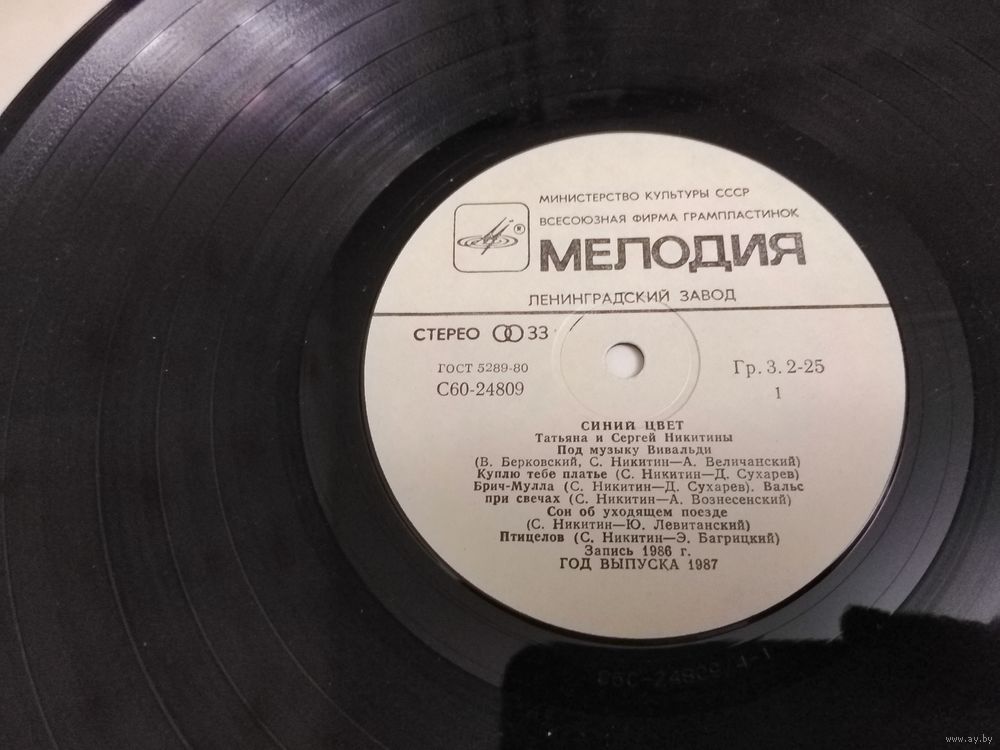 МИНИСТЕРСТВО КУЛЬТУРЫ СССР
ВСЕСОЮЗНАЯ ФИРМА ГРАМПЛАСТИНОК
®
МЕЛОДИЯ
ЛЕНИНГРАДСКИЙ ЗАВОД
СТЕРЕО 33
ГОСТ 5289-80
С60-24809
Гр. 3. 2-25
1
СИНИЙ ЦВЕТ
Татьяна и Сергей Никитины
Под музыку Вивальди
(В. Берковский, С. Никитин—А. Величанский)
Куплю тебе платье (С. Никитин—Д. Сухарев)
Брич-Мулла (С. Никитин—Д. Сухарев). Вальс
при свечах (С. Никитин—А. Вознесенский)
Сон об уходящем поезде
(С. Никитин—Ю. Левитанский)
Птицелов (С. Никитин—Э. Багрицкий)
Запись 1986 г.
ГОД ВЫПУСКА 1987
www.ay.by